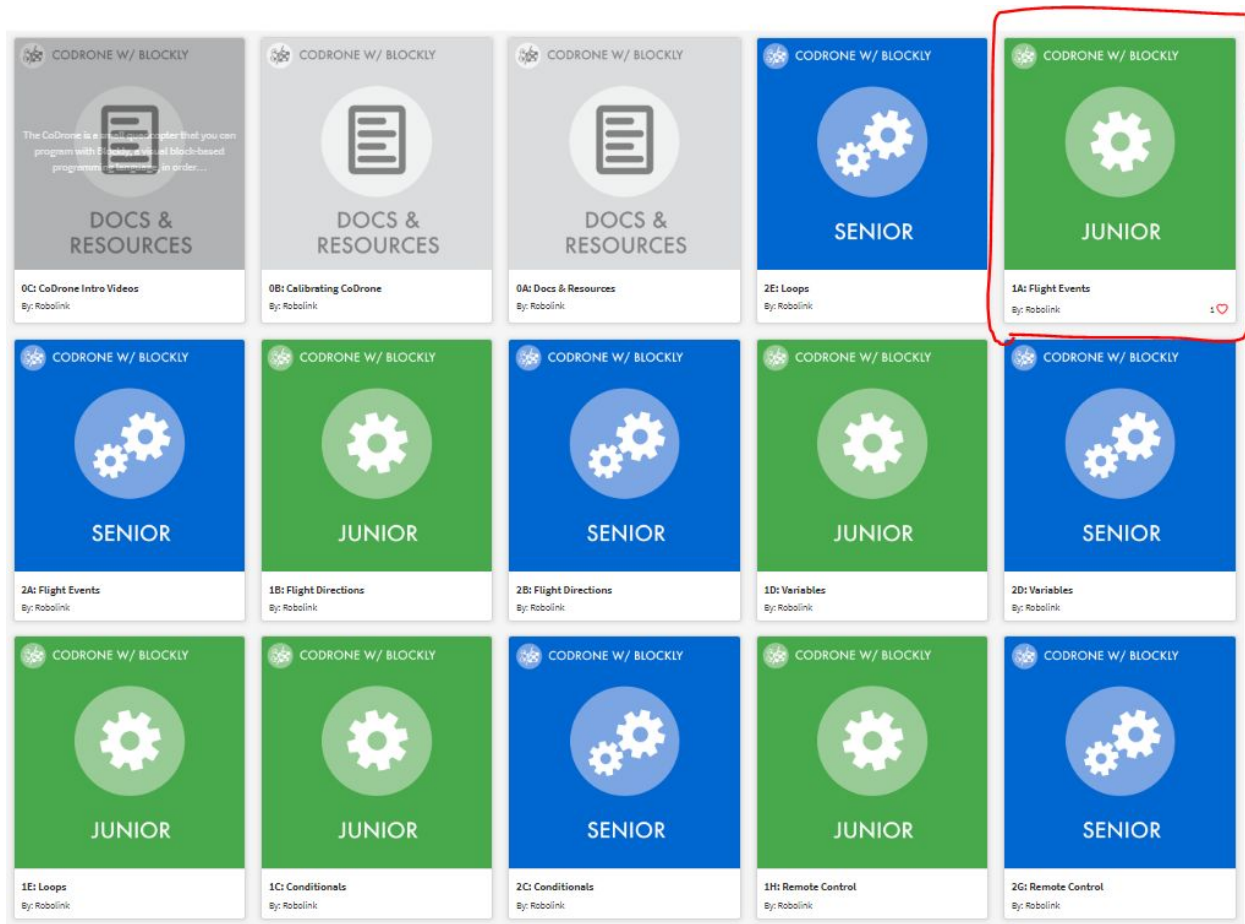 CODRONE W/ BLOCKLY
The CoDrone is a small quadcopter that you can
program with Blockly, a visual block-based
programming language, in order...
DOCS &
RESOURCES
0C: CoDrone Intro Videos
By: Robolink
CODRONE W/ BLOCKLY
DOCS &
RESOURCES
0B: Calibrating CoDrone
By: Robolink
CODRONE W/ BLOCKLY
DOCS &
RESOURCES
0A: Docs & Resources
By: Robolink
CODRONE W/ BLOCKLY
SENIOR
2E: Loops
By: Robolink
CODRONE W/ BLOCKLY
JUNIOR
1A: Flight Events
By: Robolink
1
CODRONE W/ BLOCKLY
SENIOR
2A: Flight Events
By: Robolink
CODRONE W/ BLOCKLY
JUNIOR
1B: Flight Directions
By: Robolink
CODRONE W/ BLOCKLY
SENIOR
2B: Flight Directions
By: Robolink
CODRONE W/ BLOCKLY
JUNIOR
1D: Variables
By: Robolink
CODRONE W/ BLOCKLY
SENIOR
2D: Variables
By: Robolink
CODRONE W/ BLOCKLY
JUNIOR
1E: Loops
By: Robolink
CODRONE W/ BLOCKLY
JUNIOR
1C: Conditionals
By: Robolink
CODRONE W/ BLOCKLY
SENIOR
2C: Conditionals
By: Robolink
CODRONE W/ BLOCKLY
JUNIOR
1H: Remote Control
By: Robolink
CODRONE W/ BLOCKLY
SENIOR
2G: Remote Control
By: Robolink